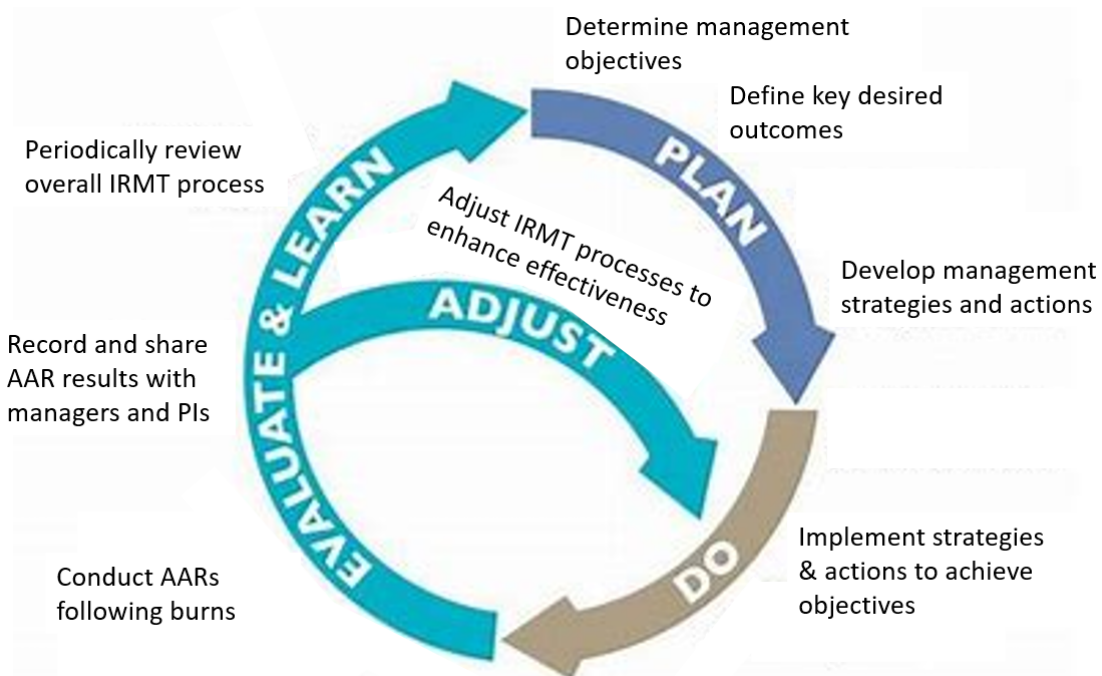 Determine management
objectives
Define key desired
outcomes
PLAN
Develop management
strategies and actions
DO
Implement strategies
& actions to achieve
objectives
Conduct AARs
following burns
EVALUATE & LEARN
Record and share
AAR results with
managers and PIs
Periodically review
overall IRMT process
ADJUST
Adjust IRMT processes to
enhance effectiveness